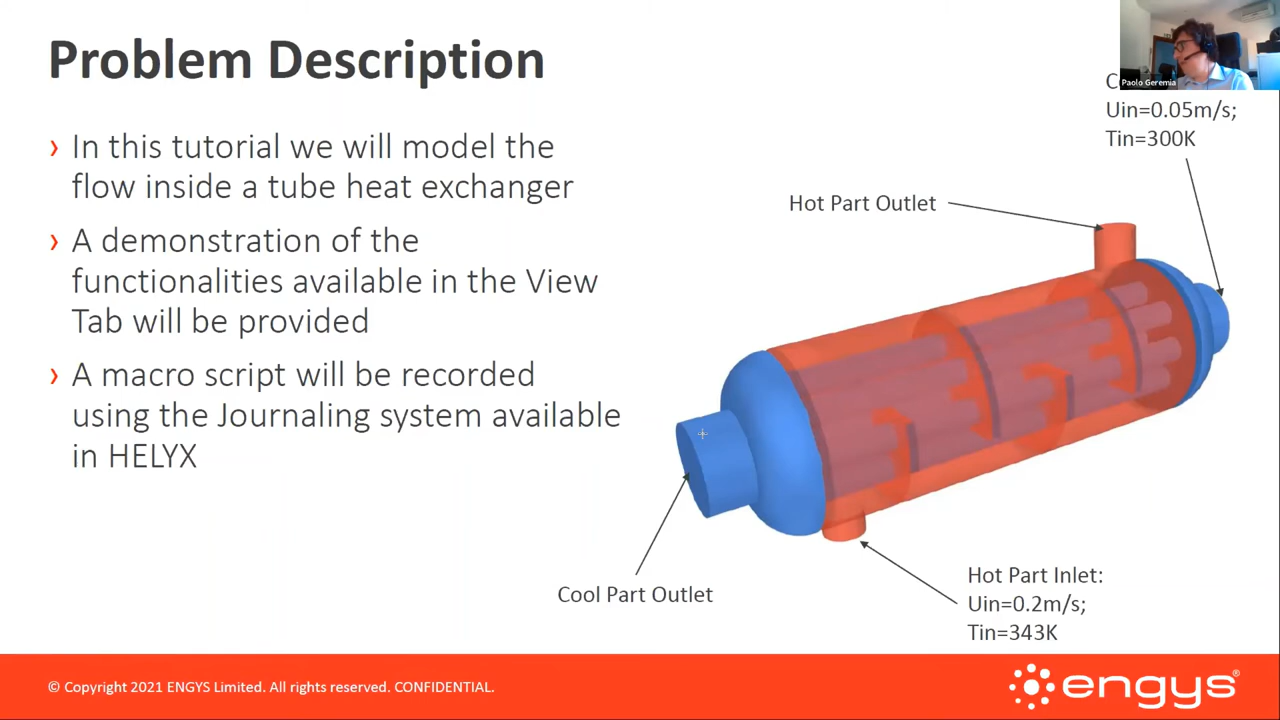 Problem Description
› In this tutorial we will model the
flow inside a tube heat exchanger
› A demonstration of the
functionalities available in the View
Tab will be provided
› A macro script will be recorded
using the Journaling system available
in HELYX
Paolo Geremia
Uin=0.05m/s;
Tin=300K
Hot Part Outlet
Cool Part Outlet
Hot Part Inlet:
Uin=0.2m/s;
Tin=343K
© Copyright 2021 ENGYS Limited. All rights reserved. CONFIDENTIAL.
engys®